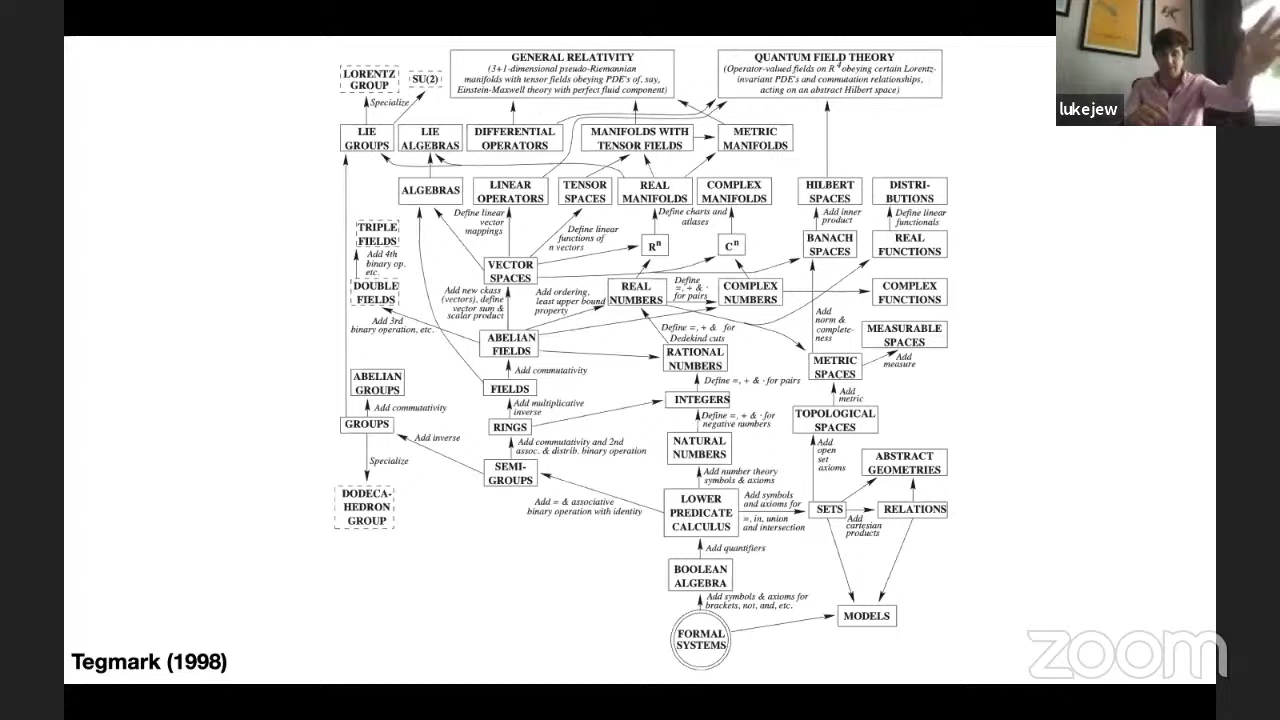 lukejew
GENERAL RELATIVITY
(3+1-dimensional pseudo-Riemannian
manifolds with tensor fields obeying PDE's of, say,
Einstein-Maxwell theory with perfect fluid component)
QUANTUM FIELD THEORY
(Operator-valued fields on R4 obeying certain Lorentz-
invariant PDE's and commutation relationships,
acting on an abstract Hilbert space)
LORENTZ
GROUP
SU(2)
Specialize
LIE
GROUPS
LIE
ALGEBRAS
DIFFERENTIAL
OPERATORS
MANIFOLDS WITH
TENSOR FIELDS
METRIC
MANIFOLDS
ALGEBRAS
LINEAR
OPERATORS
TENSOR
SPACES
REAL
MANIFOLDS
COMPLEX
MANIFOLDS
HILBERT
SPACES
DISTRI-
BUTIONS
Define linear
vector
mappings
Define linear
functions of
n vectors
Define charts and
atlases
Add inner
product
Define linear
functionals
TRIPLE
FIELDS
Add 4th
binary op.
etc.
Rn
Cn
BANACH
SPACES
REAL
FUNCTIONS
VECTOR
SPACES
DOUBLE
FIELDS
Add new ckass
(vectors), define
vector sum &
scalar product
Add ordering,
least upper bound
property
REAL
NUMBERS
Define
=, + & ·
for pairs
COMPLEX
NUMBERS
COMPLEX
FUNCTIONS
Add 3rd
binary operation, etc.
Add
norm &
complete-
ness
MEASURABLE
SPACES
Add
measure
ABELIAN
FIELDS
Define =, + & · for
Dedekind cuts
RATIONAL
NUMBERS
METRIC
SPACES
Add commutativity
Define =, + & · for pairs
Add
metric
ABELIAN
GROUPS
FIELDS
INTEGERS
Add commutativity
Add multiplicative
inverse
Define =, + & · for
negative numbers
TOPOLOGICAL
SPACES
GROUPS
RINGS
Add inverse
Add commutativity and 2nd
assoc. & distrib. binary operation
NATURAL
NUMBERS
Add
open
set
axioms
ABSTRACT
GEOMETRIES
Specialize
SEMI-
GROUPS
Add number theory
symbols & axioms
DODECA-
HEDRON
GROUP
Add = & associative
binary operation with identity
LOWER
PREDICATE
CALCULUS
Add symbols
and axioms for
=, in, union
and intersection
SETS
Add
cartesian
products
RELATIONS
Add quantifiers
BOOLEAN
ALGEBRA
Add symbols & axioms for
brackets, not, and, etc.
MODELS
FORMAL
SYSTEMS
Tegmark (1998)
zoom